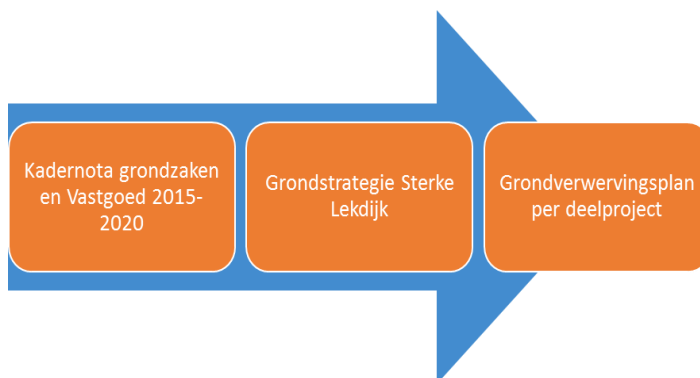 Kadernota grondzaken
en Vastgoed 2015-
2020
Grondstrategie Sterke
Lekdijk
Grondverwervingsplan
per deelproject